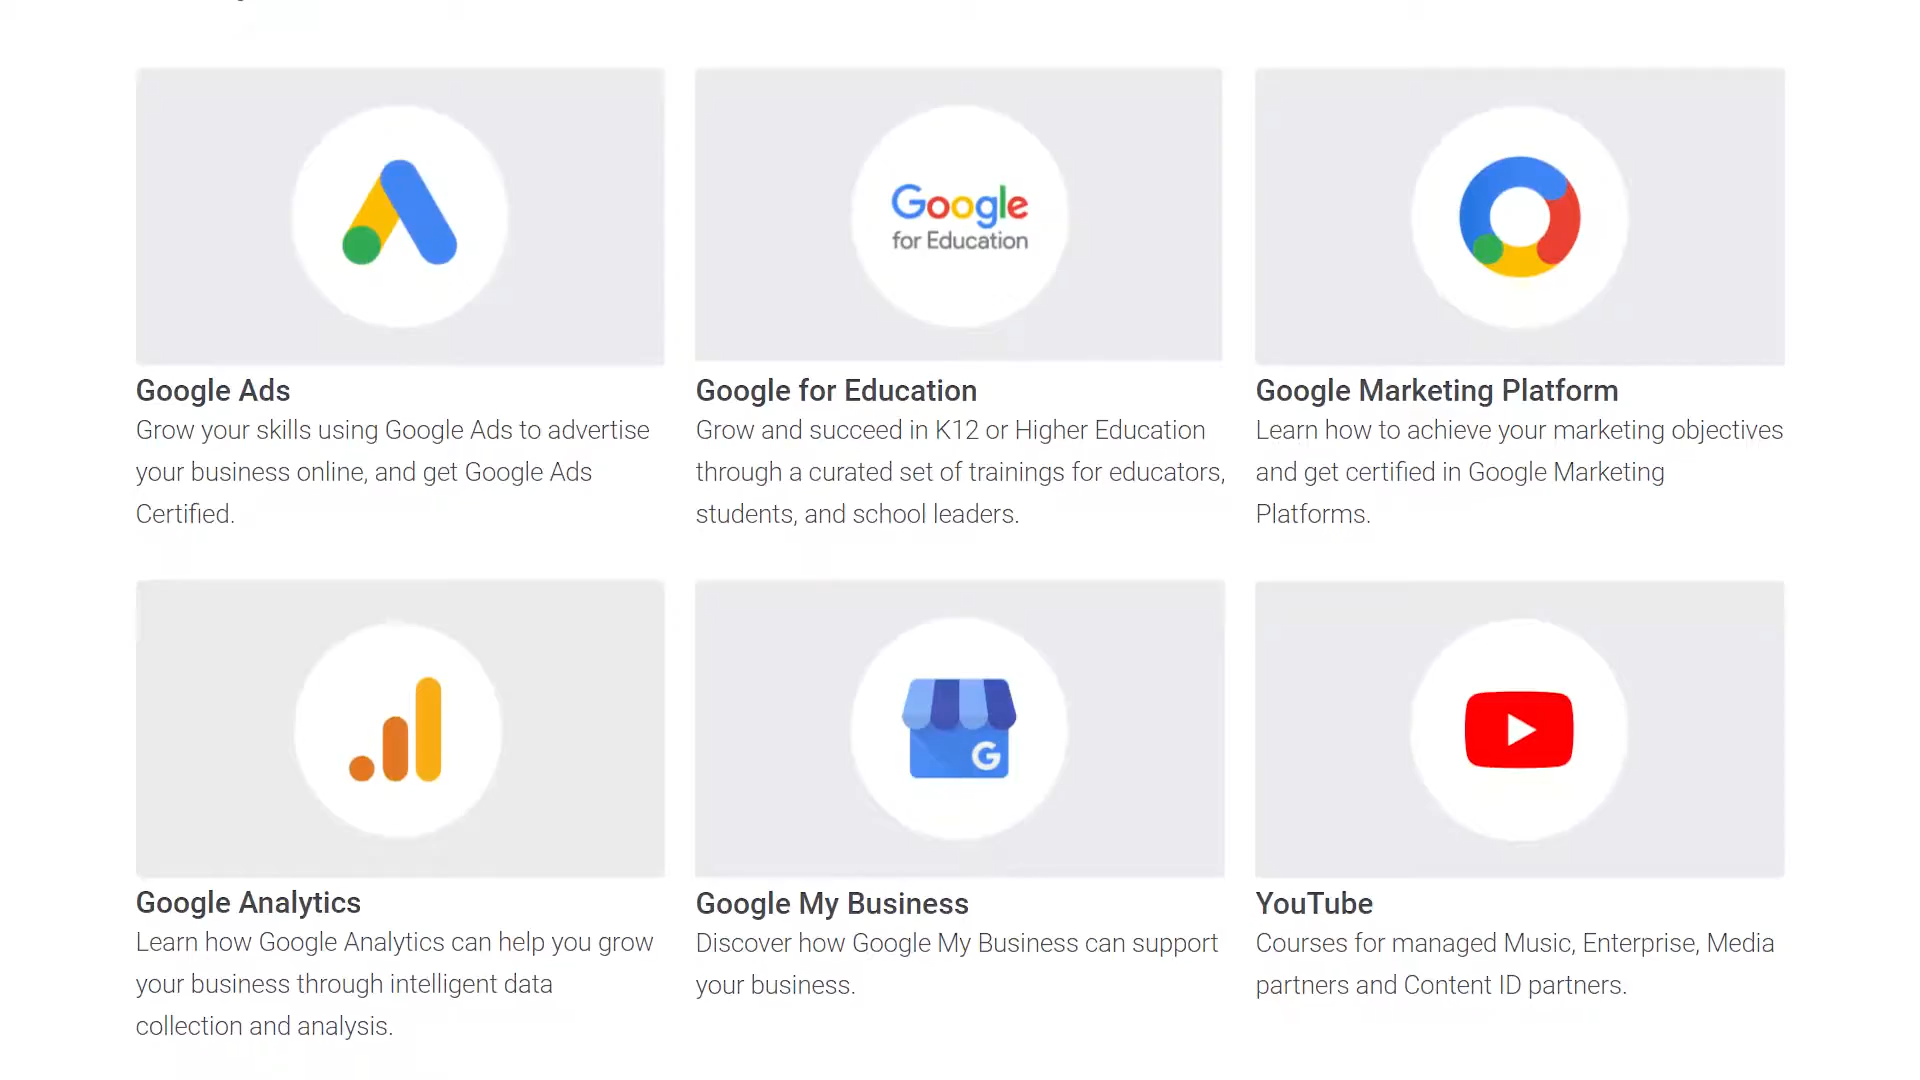 Google
for Education
Google Ads
Grow your skills using Google Ads to advertise
your business online, and get Google Ads
Certified.
Google for Education
Grow and succeed in K12 or Higher Education
through a curated set of trainings for educators,
students, and school leaders.
Google Marketing Platform
Learn how to achieve your marketing objectives
and get certified in Google Marketing
Platforms.
G
Google Analytics
Learn how Google Analytics can help you grow
your business through intelligent data
collection and analysis.
Google My Business
Discover how Google My Business can support
your business.
YouTube
Courses for managed Music, Enterprise, Media
partners and Content ID partners.